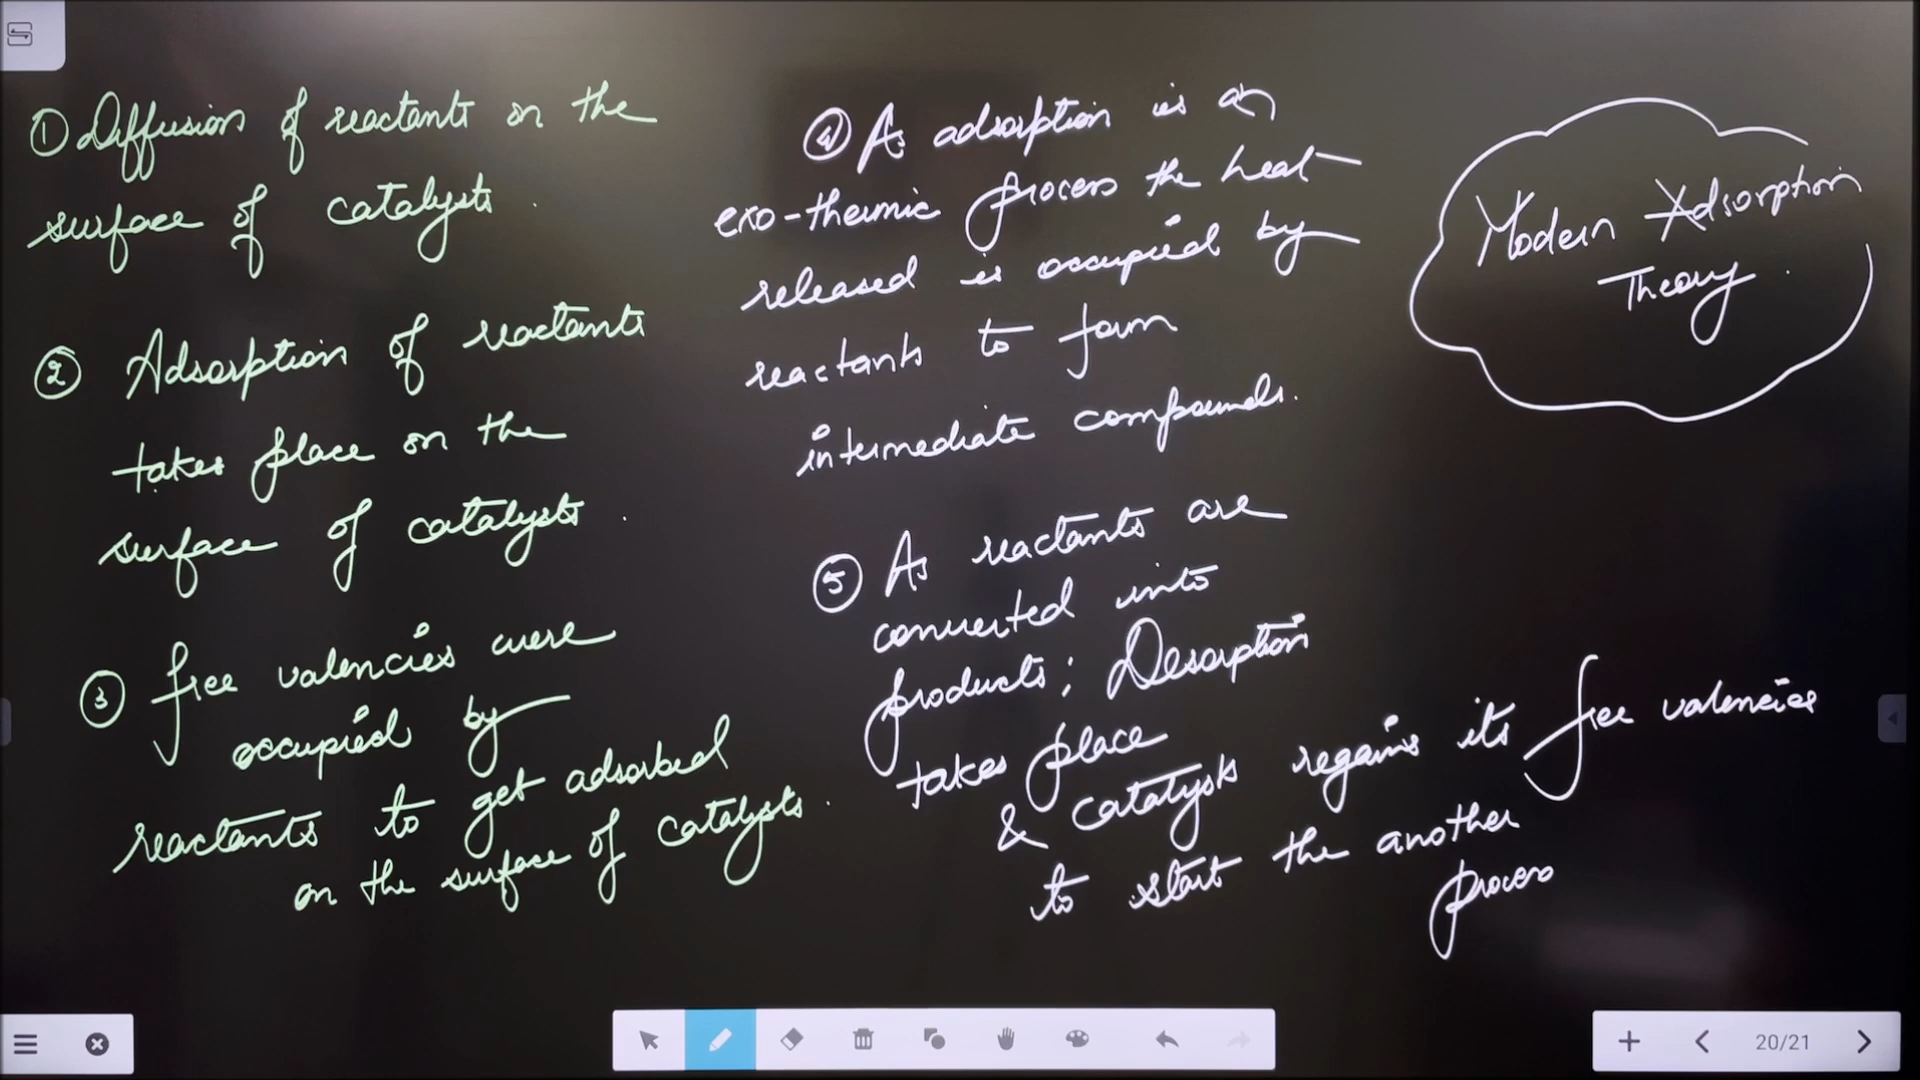 ① Diffusion of reactants on the
surface of catalysts.
② Adsorption of reactants
takes place on the
surface of catalysts.
③ free valencies were
occupied by
reactants to get adsorbed
on the surface of catalysts.
④ As adsorption is an
exo-thermic process the heat
released is occupied by
reactants to form
intermediate compounds.
⑤ As reactants are
converted into
products; Desorption
takes place
& catalysts regains its free valencies
to start the another
process
Modern Adsorption
Theory.
20/21